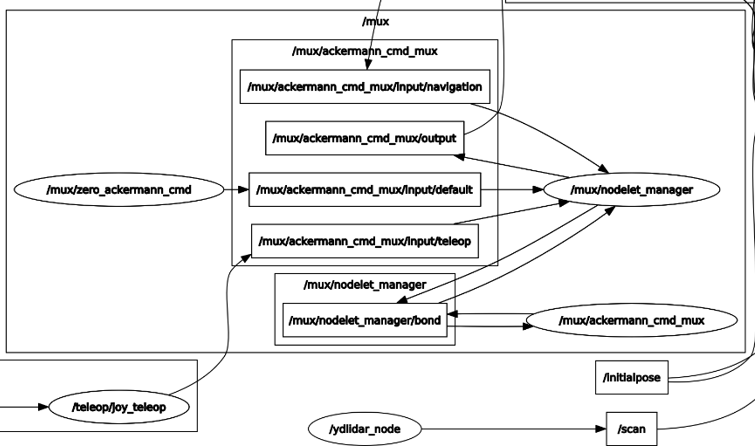 /mux
/mux/ackermann_cmd_mux
/mux/ackermann_cmd_mux/input/navigation
/mux/ackermann_cmd_mux/output
/mux/zero_ackermann_cmd
/mux/ackermann_cmd_mux/input/default
/mux/nodelet_manager
/mux/ackermann_cmd_mux/input/teleop
/mux/nodelet_manager
/mux/nodelet_manager/bond
/mux/ackermann_cmd_mux
/initialpose
/teleop/joy_teleop
/ydlidar_node
/scan